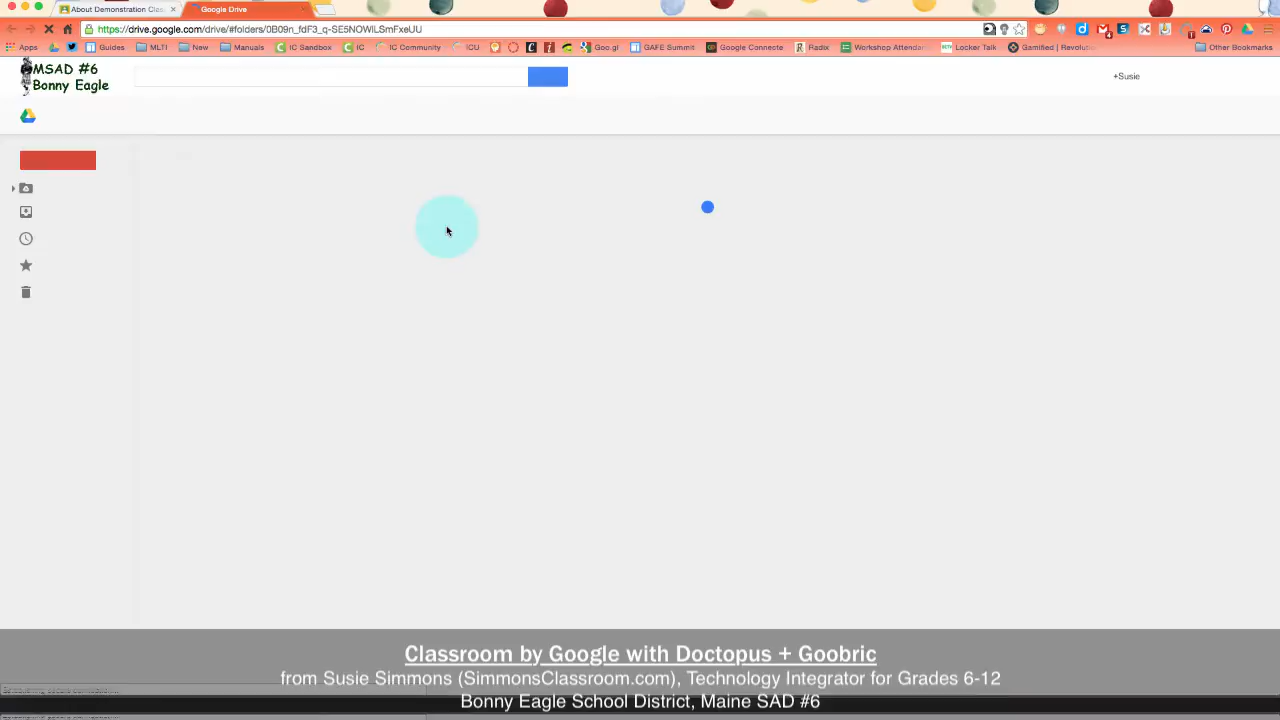 About Demonstration Clas
Google Drive
https://drive.google.com/drive/#folders/0B09n_fdF3_q-SE5NOWlLSmFxeUU
Apps Guides MLTI New Manuals IC Sandbox IC IC Community ICU Goo.gl GAFE Summit Google Connecte Radix Workshop Attendan Locker Talk Gamified | Revolut Other Bookmarks
MSAD #6
Bonny Eagle
+Susie
Classroom by Google with Doctopus + Goobric
from Susie Simmons (SimmonsClassroom.com), Technology Integrator for Grades 6-12
Bonny Eagle School District, Maine SAD #6